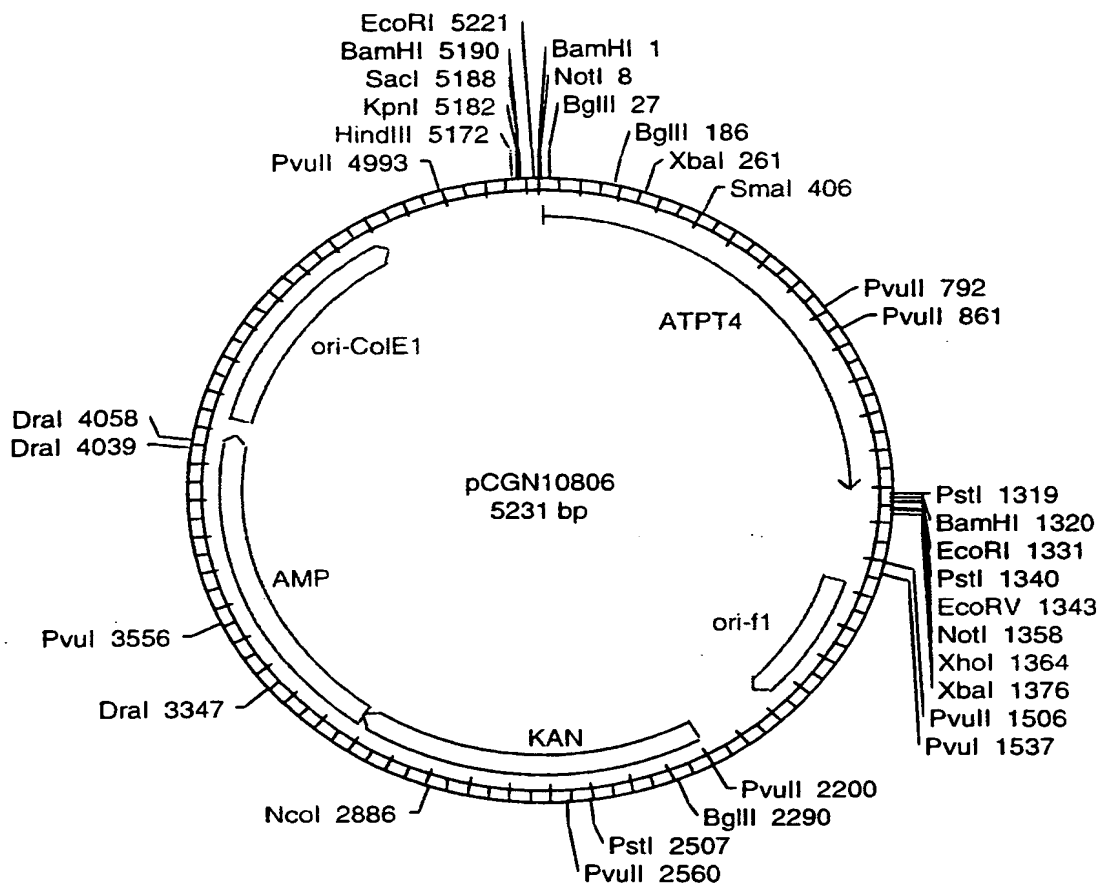 EcoRI 5221
BamHI 5190
SacI 5188
KpnI 5182
HindIII 5172
PvuII 4993
BamHI 1
NotI 8
BglII 27
BglII 186
XbaI 261
SmaI 406
PvuII 792
PvuII 861
ATPT4
ori-ColE1
DraI 4058
DraI 4039
pCGN10806
5231 bp
PstI 1319
BamHI 1320
EcoRI 1331
PstI 1340
EcoRV 1343
NotI 1358
XhoI 1364
XbaI 1376
PvuII 1506
PvuI 1537
AMP
ori-f1
PvuI 3556
DraI 3347
KAN
NcoI 2886
PvuII 2200
BglII 2290
PstI 2507
PvuII 2560